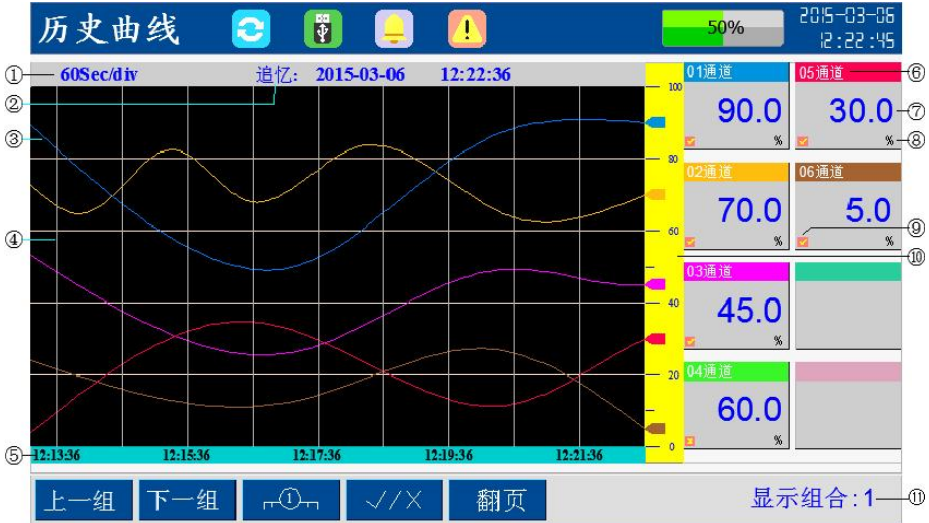 历史曲线
50%
2015-03-06
12:22:45
① 60Sec/div 追忆: 2015-03-06 12:22:36
②
③
④
⑤
100
80
60
40
20
0
12:13:36 12:15:36 12:17:36 12:19:36 12:21:36
01通道
90.0
%
05通道 ⑥
30.0 ⑦
% ⑧
02通道
70.0
%
06通道
5.0
% ⑨
⑩
03通道
45.0
%
04通道
60.0
%
上一组 下一组 ① √//X 翻页 显示组合:1 ⑪